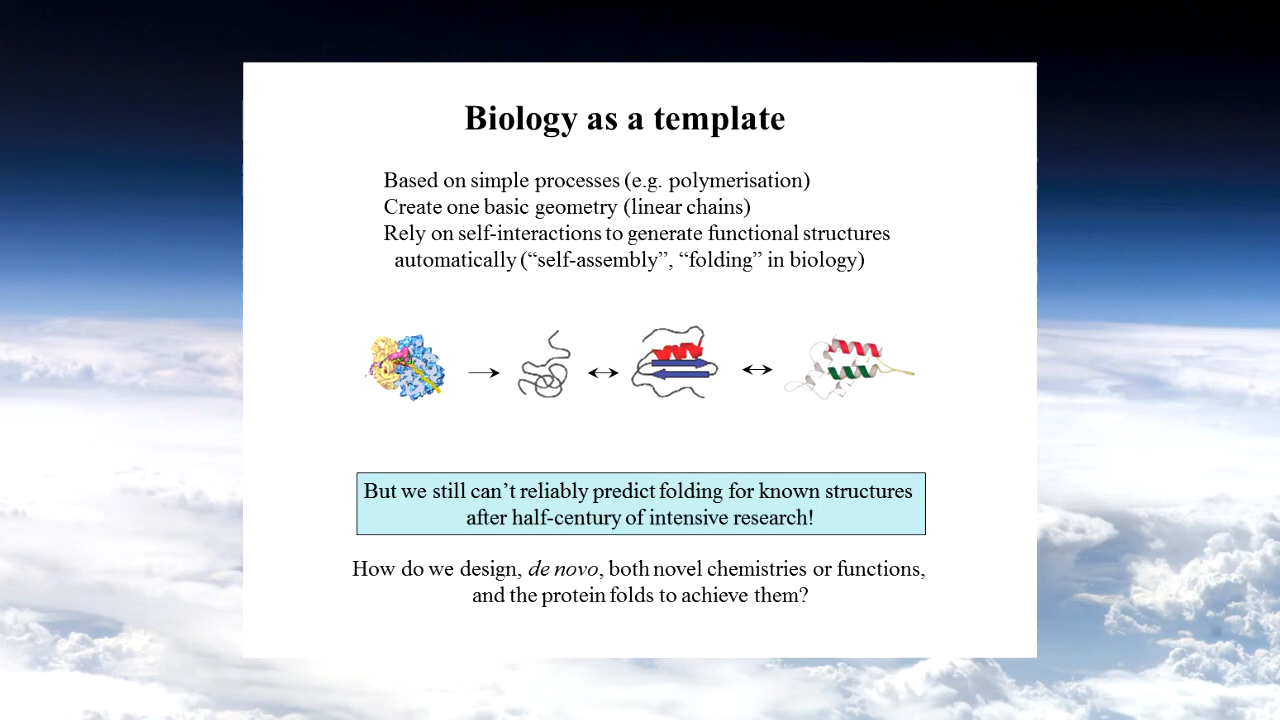 Biology as a template
Based on simple processes (e.g. polymerisation)
Create one basic geometry (linear chains)
Rely on self-interactions to generate functional structures
automatically (“self-assembly”, “folding” in biology)
But we still can’t reliably predict folding for known structures
after half-century of intensive research!
How do we design, de novo, both novel chemistries or functions,
and the protein folds to achieve them?